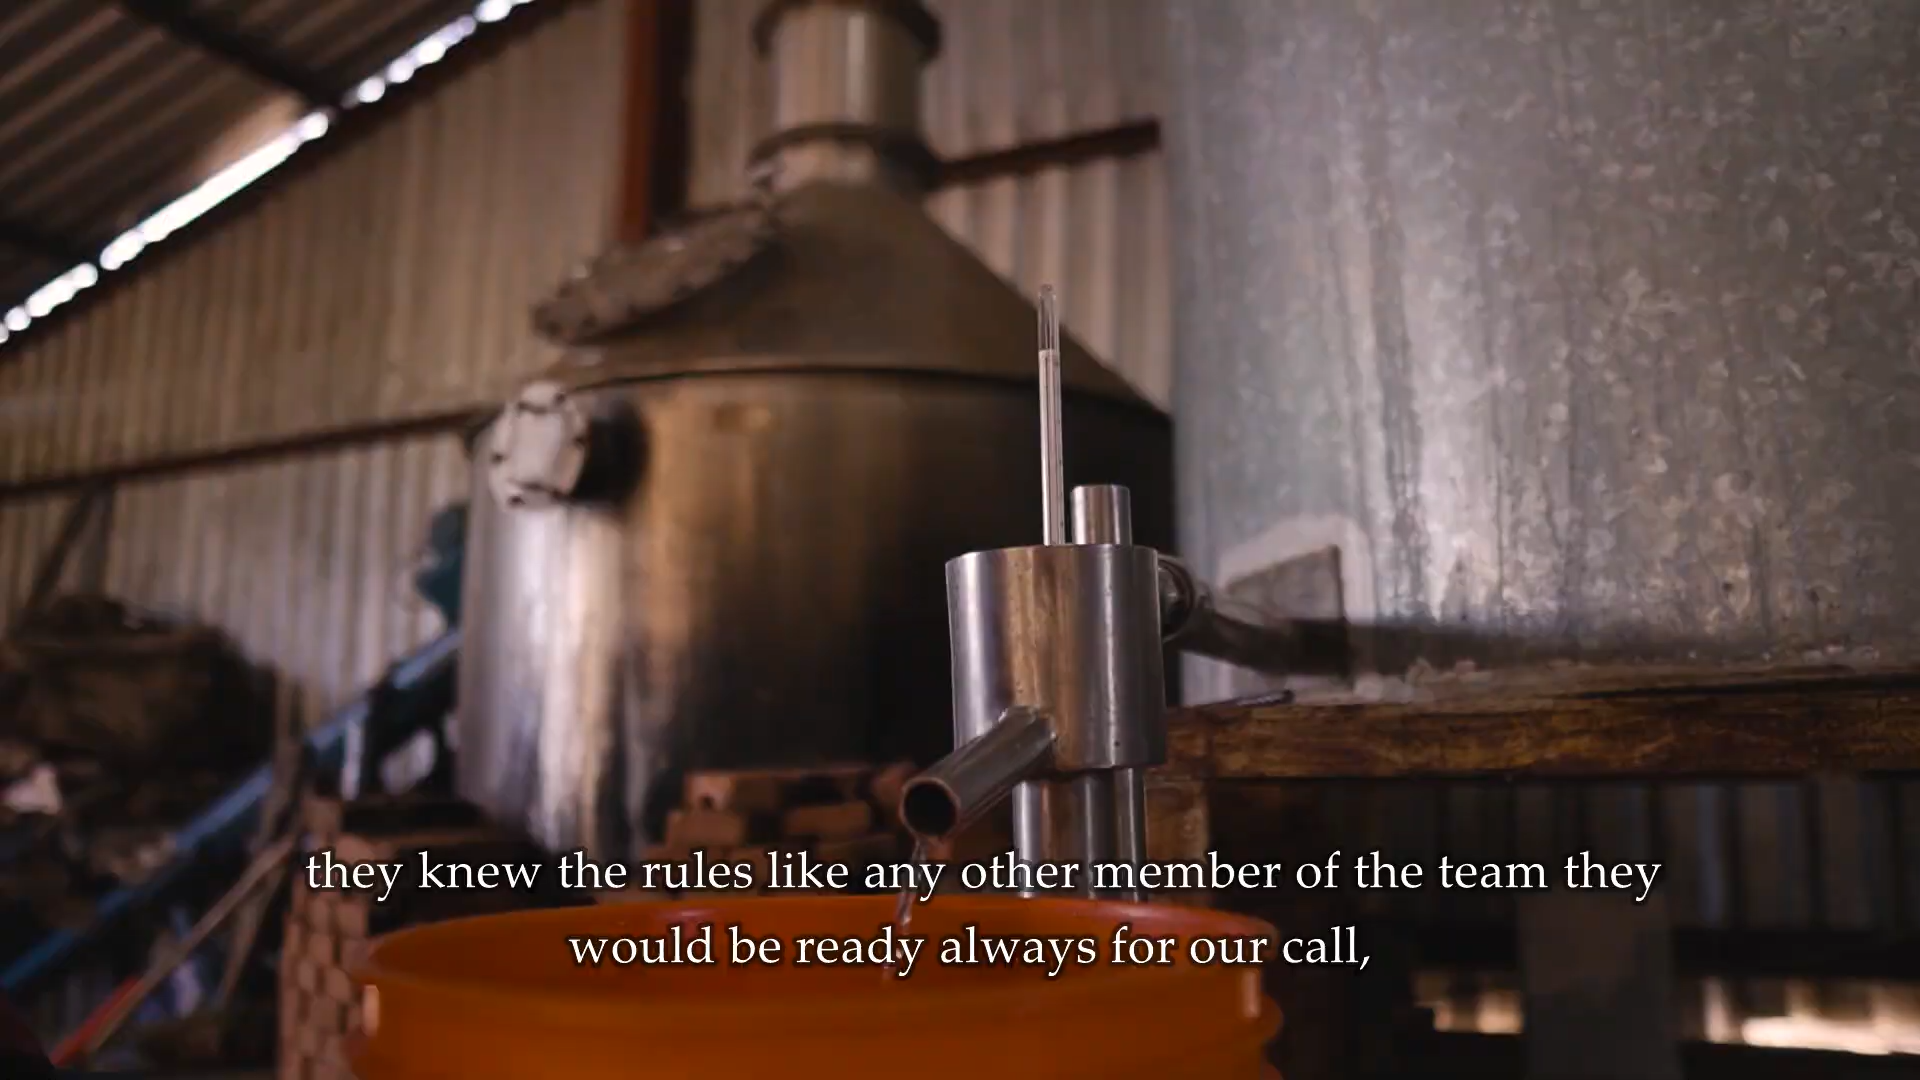 they knew the rules like any other member of the team they
would be ready always for our call,